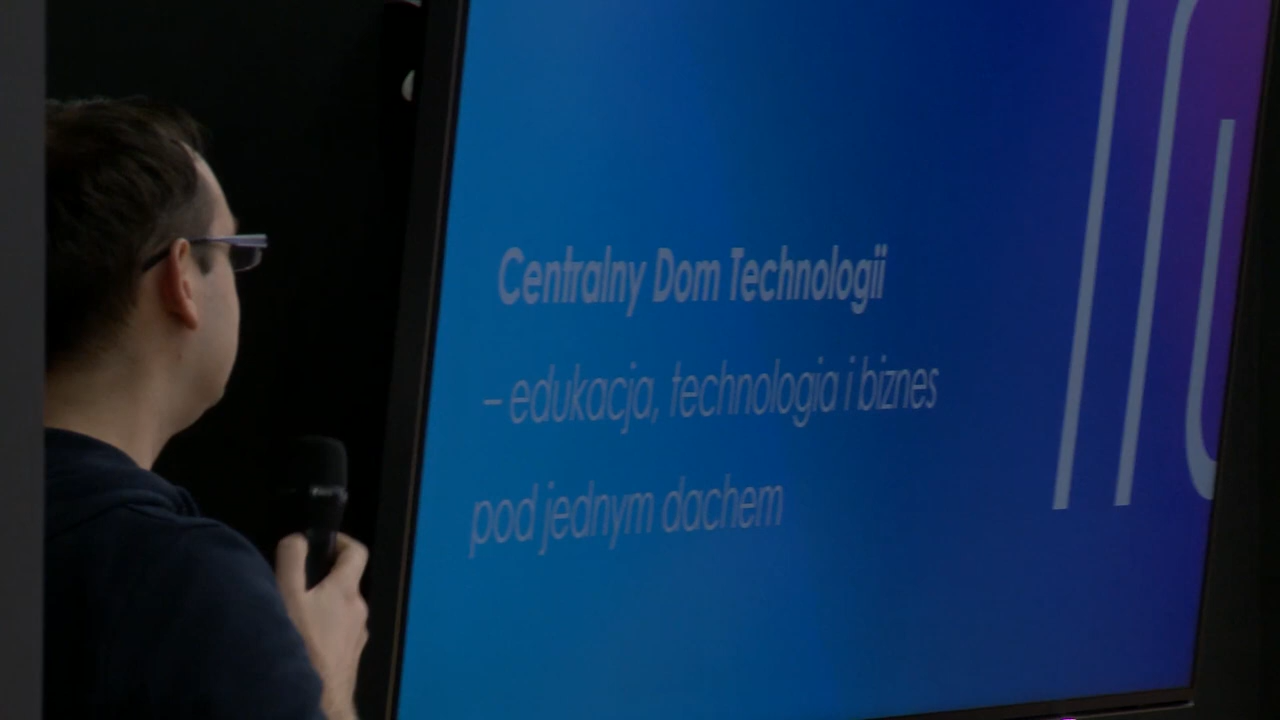 Centralny Dom Technologii
– edukacja, technologia i biznes
pod jednym dachem